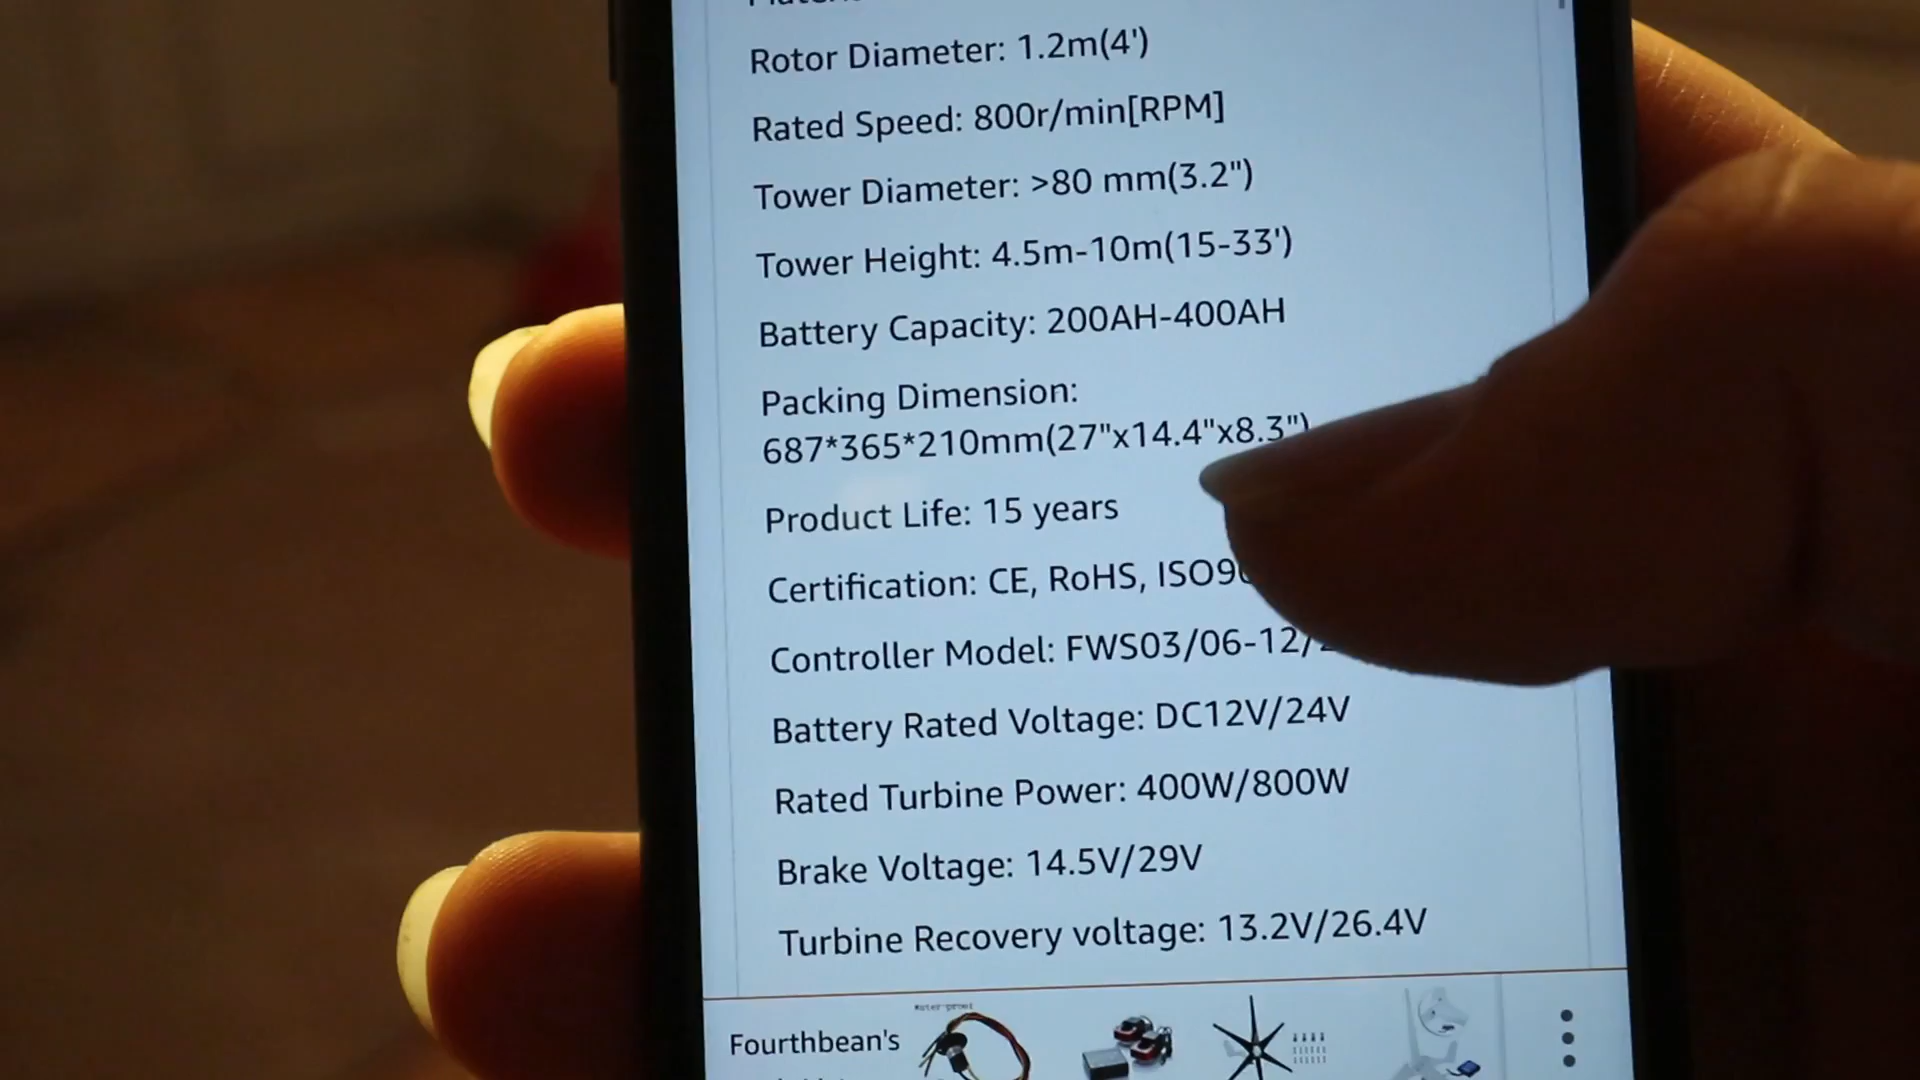 Rotor Diameter: 1.2m(4')
Rated Speed: 800r/min[RPM]
Tower Diameter: >80 mm(3.2")
Tower Height: 4.5m-10m(15-33')
Battery Capacity: 200AH-400AH
Packing Dimension:
687*365*210mm(27"x14.4"x8.3")
Product Life: 15 years
Certification: CE, RoHS,
Controller Model:
Battery Rated Voltage: DC12V/24V
Rated Turbine Power: 400W/800W
Brake Voltage: 14.5V/29V
Turbine Recovery voltage: 13.2V/26.4V
Fourthbean's